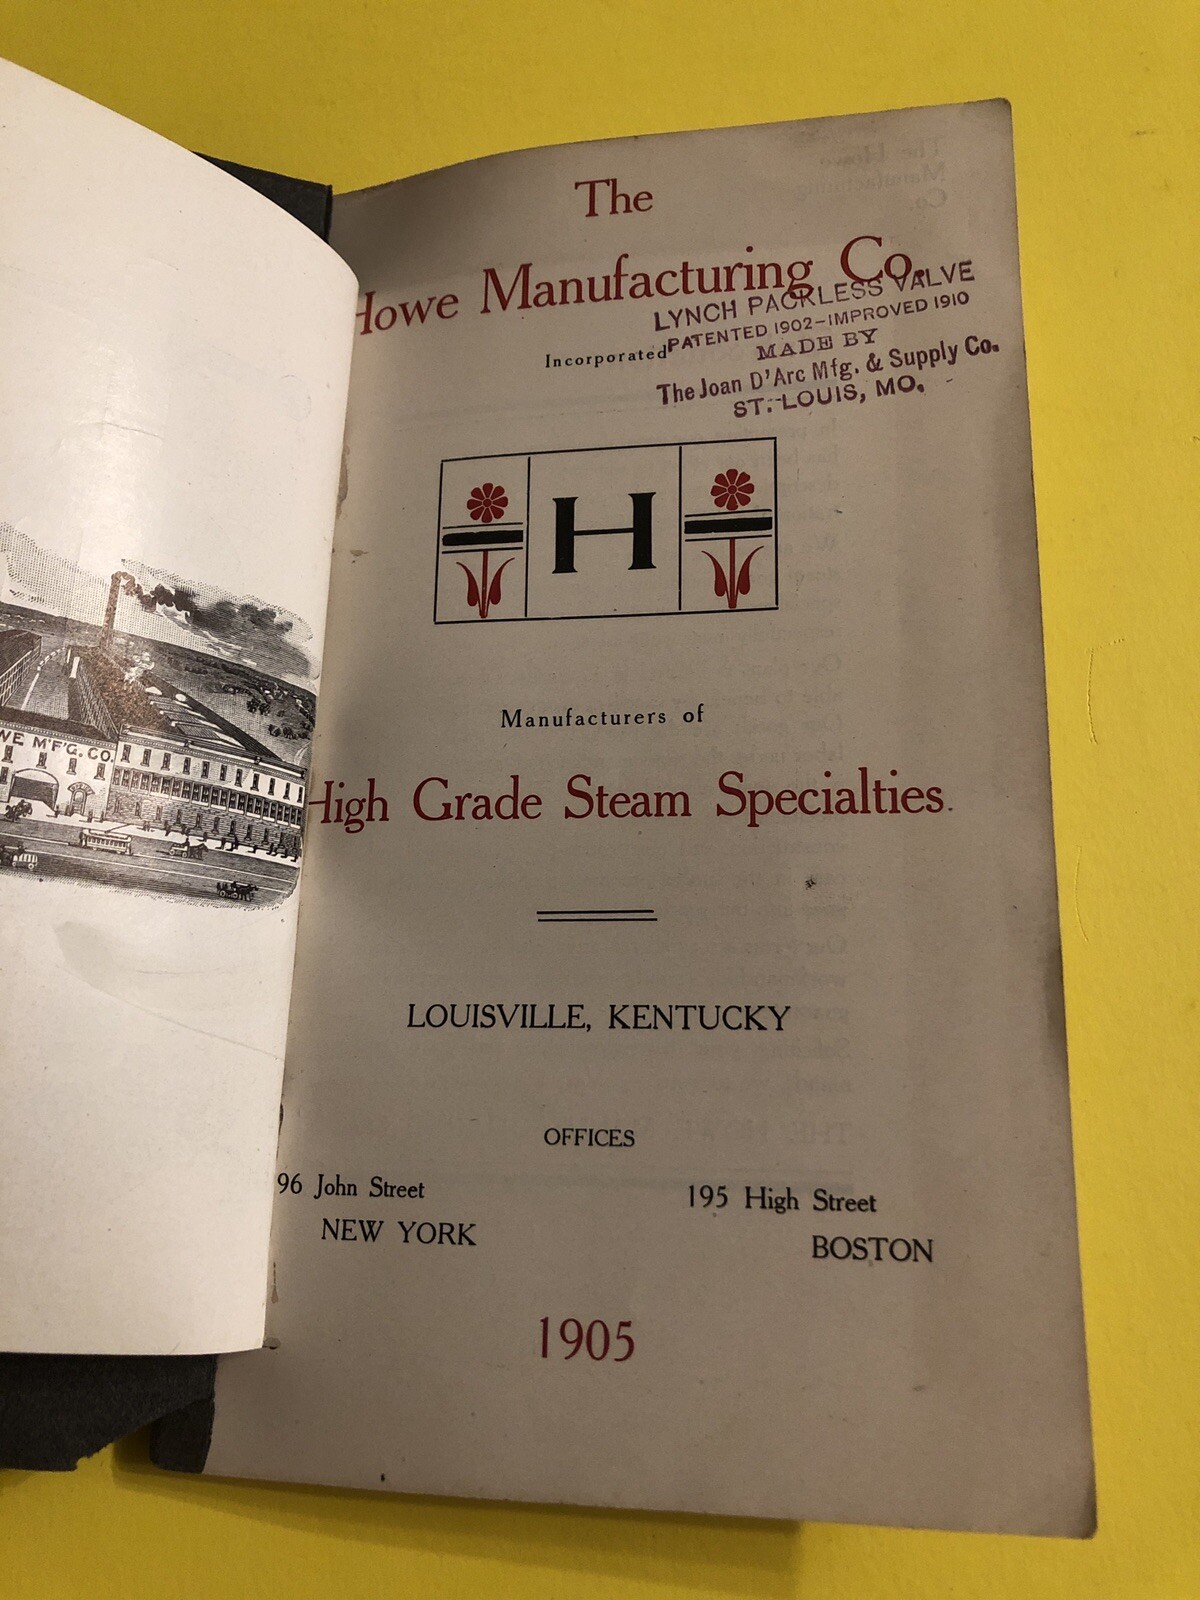 The
Howe Manufacturing Co.
LYNCH PACKLESS VALVE
PATENTED 1902-IMPROVED 1910
Incorporated
MADE BY
The Joan D'Arc Mfg. & Supply Co.
ST. LOUIS, MO.
H
Manufacturers of
WE M'F'G. CO.
High Grade Steam Specialties.
LOUISVILLE, KENTUCKY
OFFICES
96 John Street
195 High Street
NEW YORK
BOSTON
1905